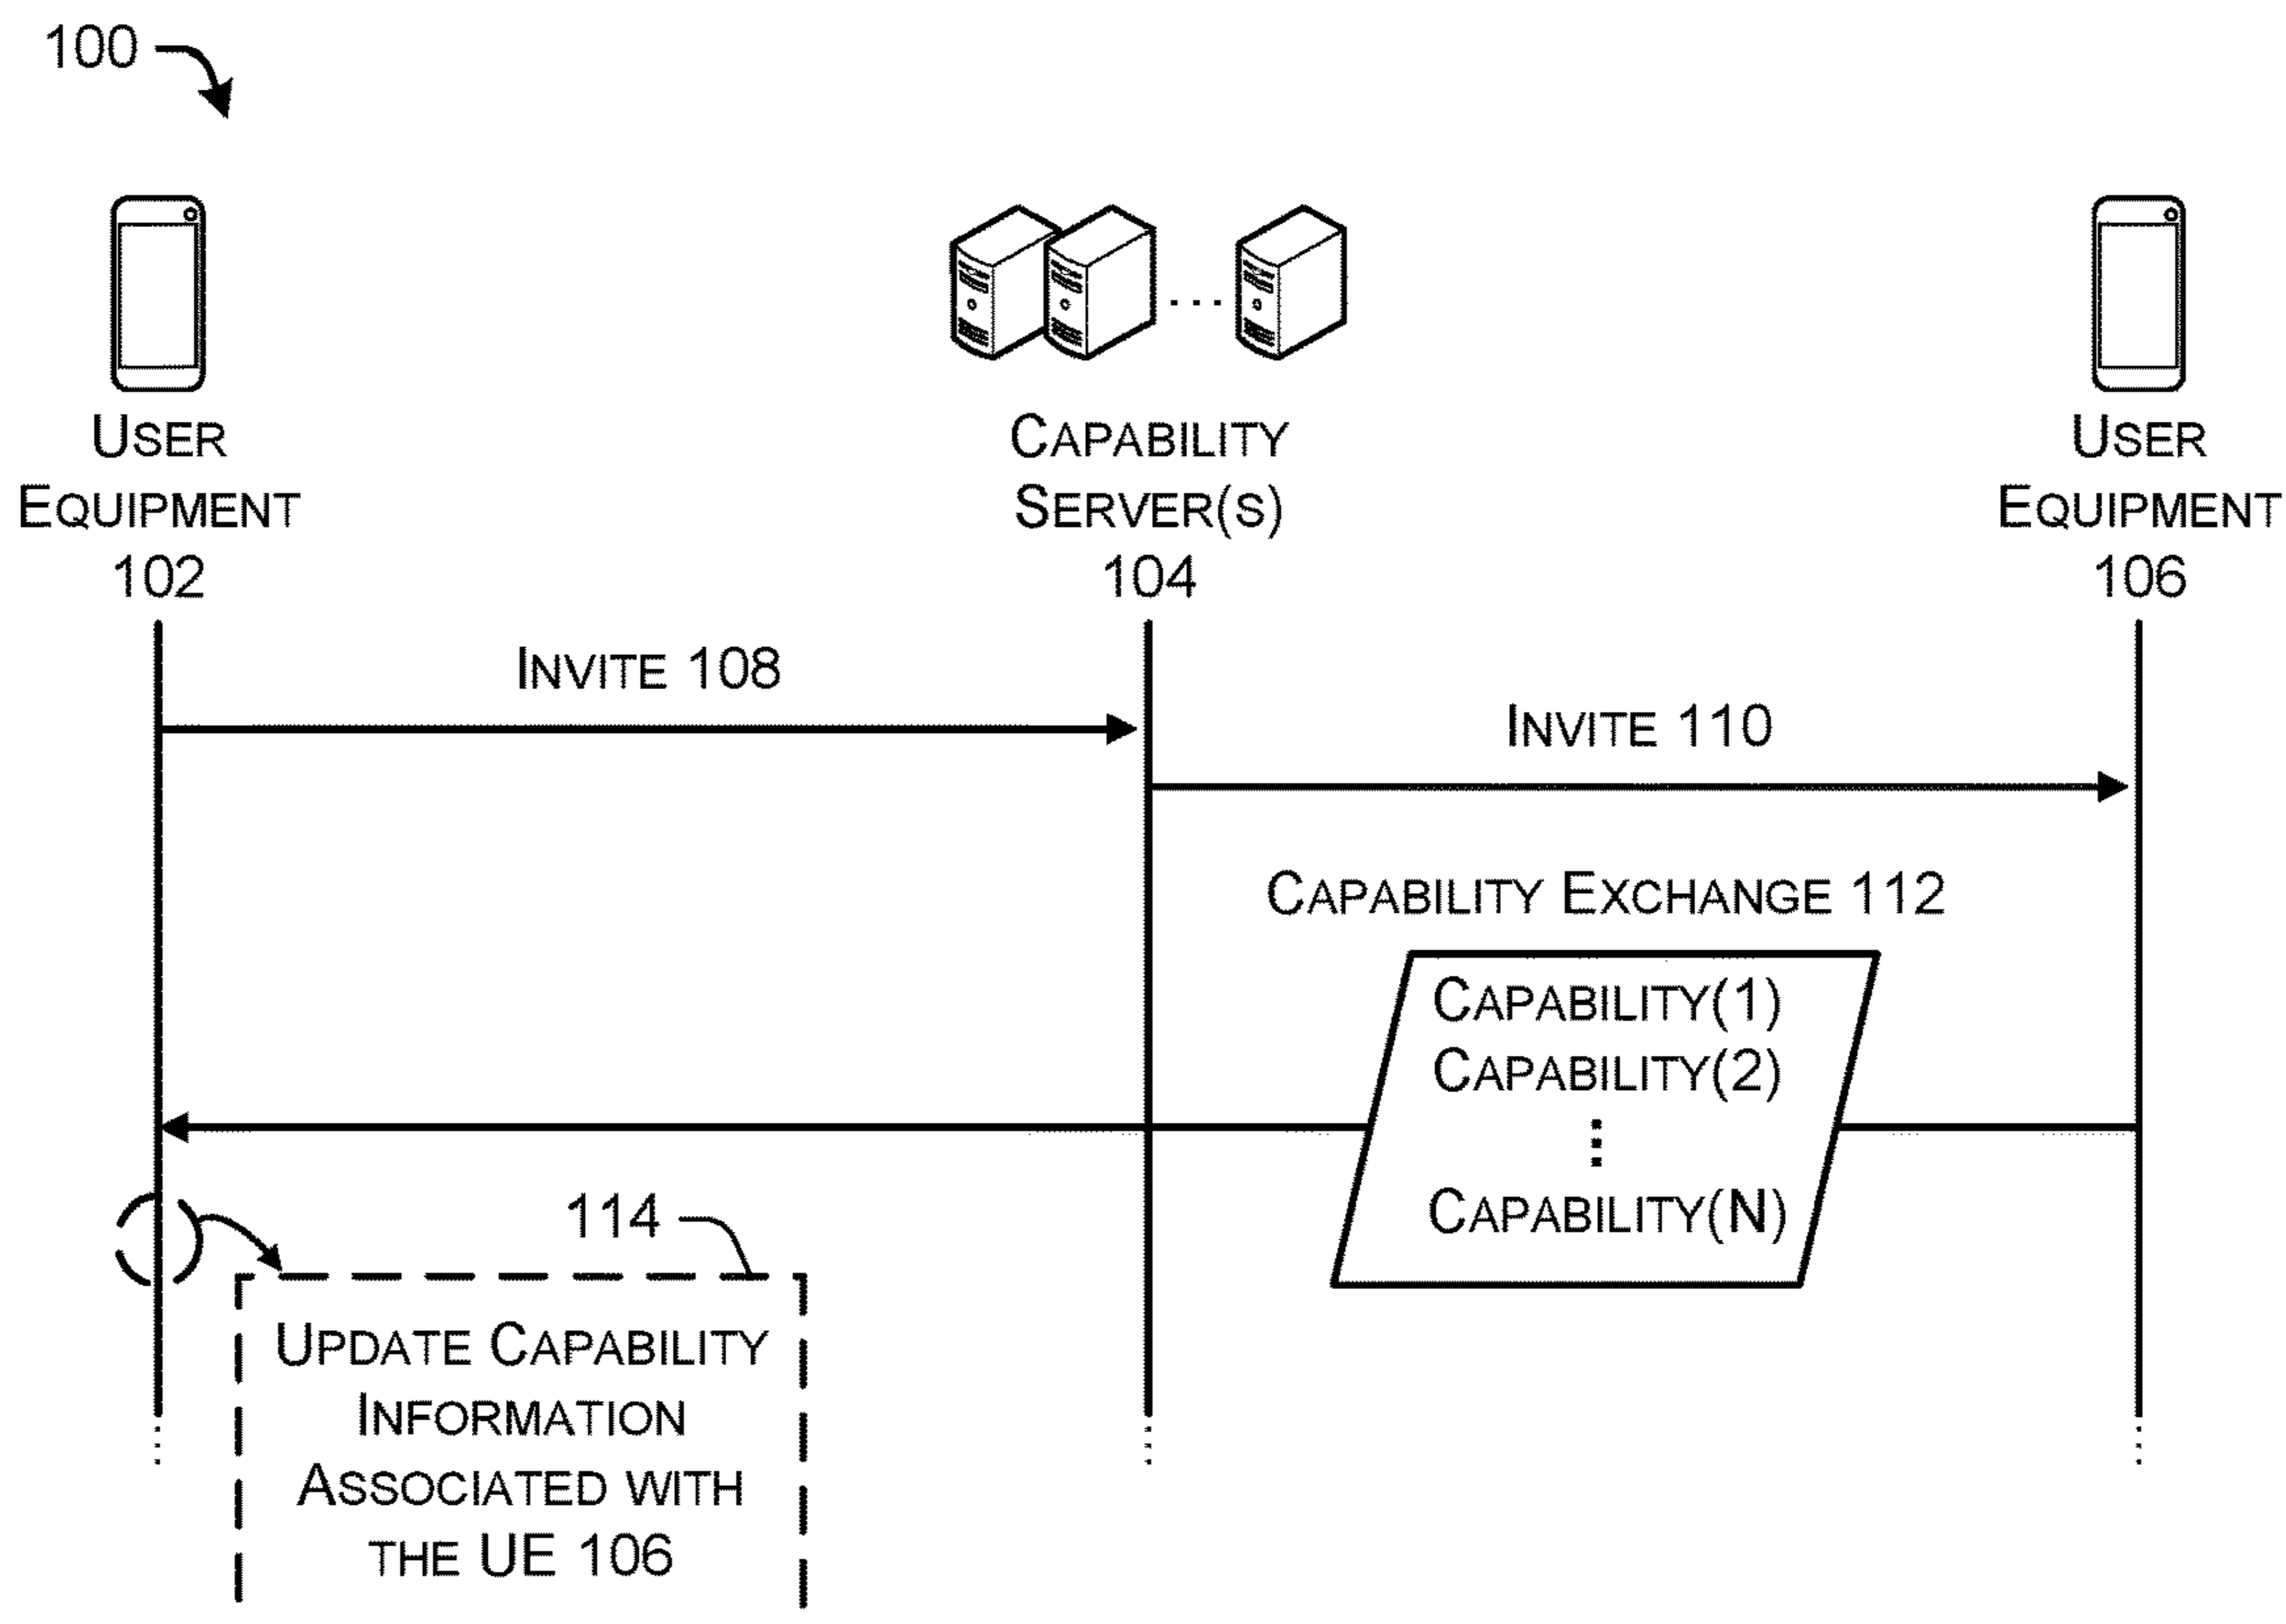 100
USER
EQUIPMENT
102
CAPABILITY
SERVER(S)
104
USER
EQUIPMENT
106
INVITE 108
INVITE 110
CAPABILITY EXCHANGE 112
CAPABILITY(1)
CAPABILITY(2)
CAPABILITY(N)
114
UPDATE CAPABILITY
INFORMATION
ASSOCIATED WITH
THE UE 106